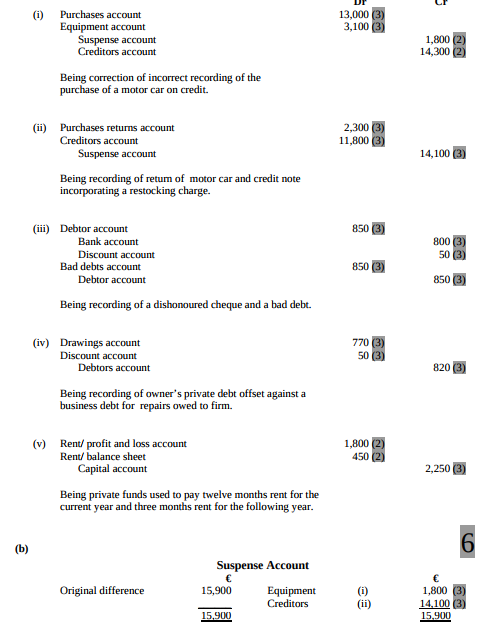 Dr Cr
(i) Purchases account 13,000 (3)
Equipment account 3,100 (3)
Suspense account 1,800 (2)
Creditors account 14,300 (2)
Being correction of incorrect recording of the
purchase of a motor car on credit.
(ii) Purchases returns account 2,300 (3)
Creditors account 11,800 (3)
Suspense account 14,100 (3)
Being recording of return of motor car and credit note
incorporating a restocking charge.
(iii) Debtor account 850 (3)
Bank account 800 (3)
Discount account 50 (3)
Bad debts account 850 (3)
Debtor account 850 (3)
Being recording of a dishonoured cheque and a bad debt.
(iv) Drawings account 770 (3)
Discount account 50 (3)
Debtors account 820 (3)
Being recording of owner's private debt offset against a
business debt for repairs owed to firm.
(v) Rent/ profit and loss account 1,800 (2)
Rent/ balance sheet 450 (2)
Capital account 2,250 (3)
Being private funds used to pay twelve months rent for the
current year and three months rent for the following year.
6
(b)
Suspense Account
€ €
Original difference 15,900 Equipment (i) 1,800 (3)
Creditors (ii) 14,100 (3)
15,900 15,900